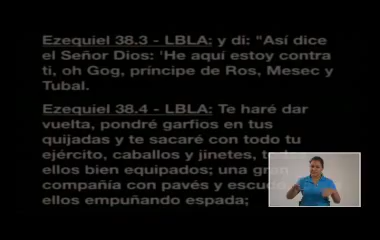 Ezequiel 38.3 - LBLA; y di: "Así dice
el Señor Dios: 'He aquí estoy contra
ti, oh Gog, príncipe de Ros, Mesec y
Tubal.
Ezequiel 38.4 - LBLA: Te haré dar
vuelta, pondré garfios en tus
quijadas y te sacaré con todo tu
ejército, caballos y jinetes,
ellos bien equipados; una gran
compañía con pavés y
ellos empuñando espada;